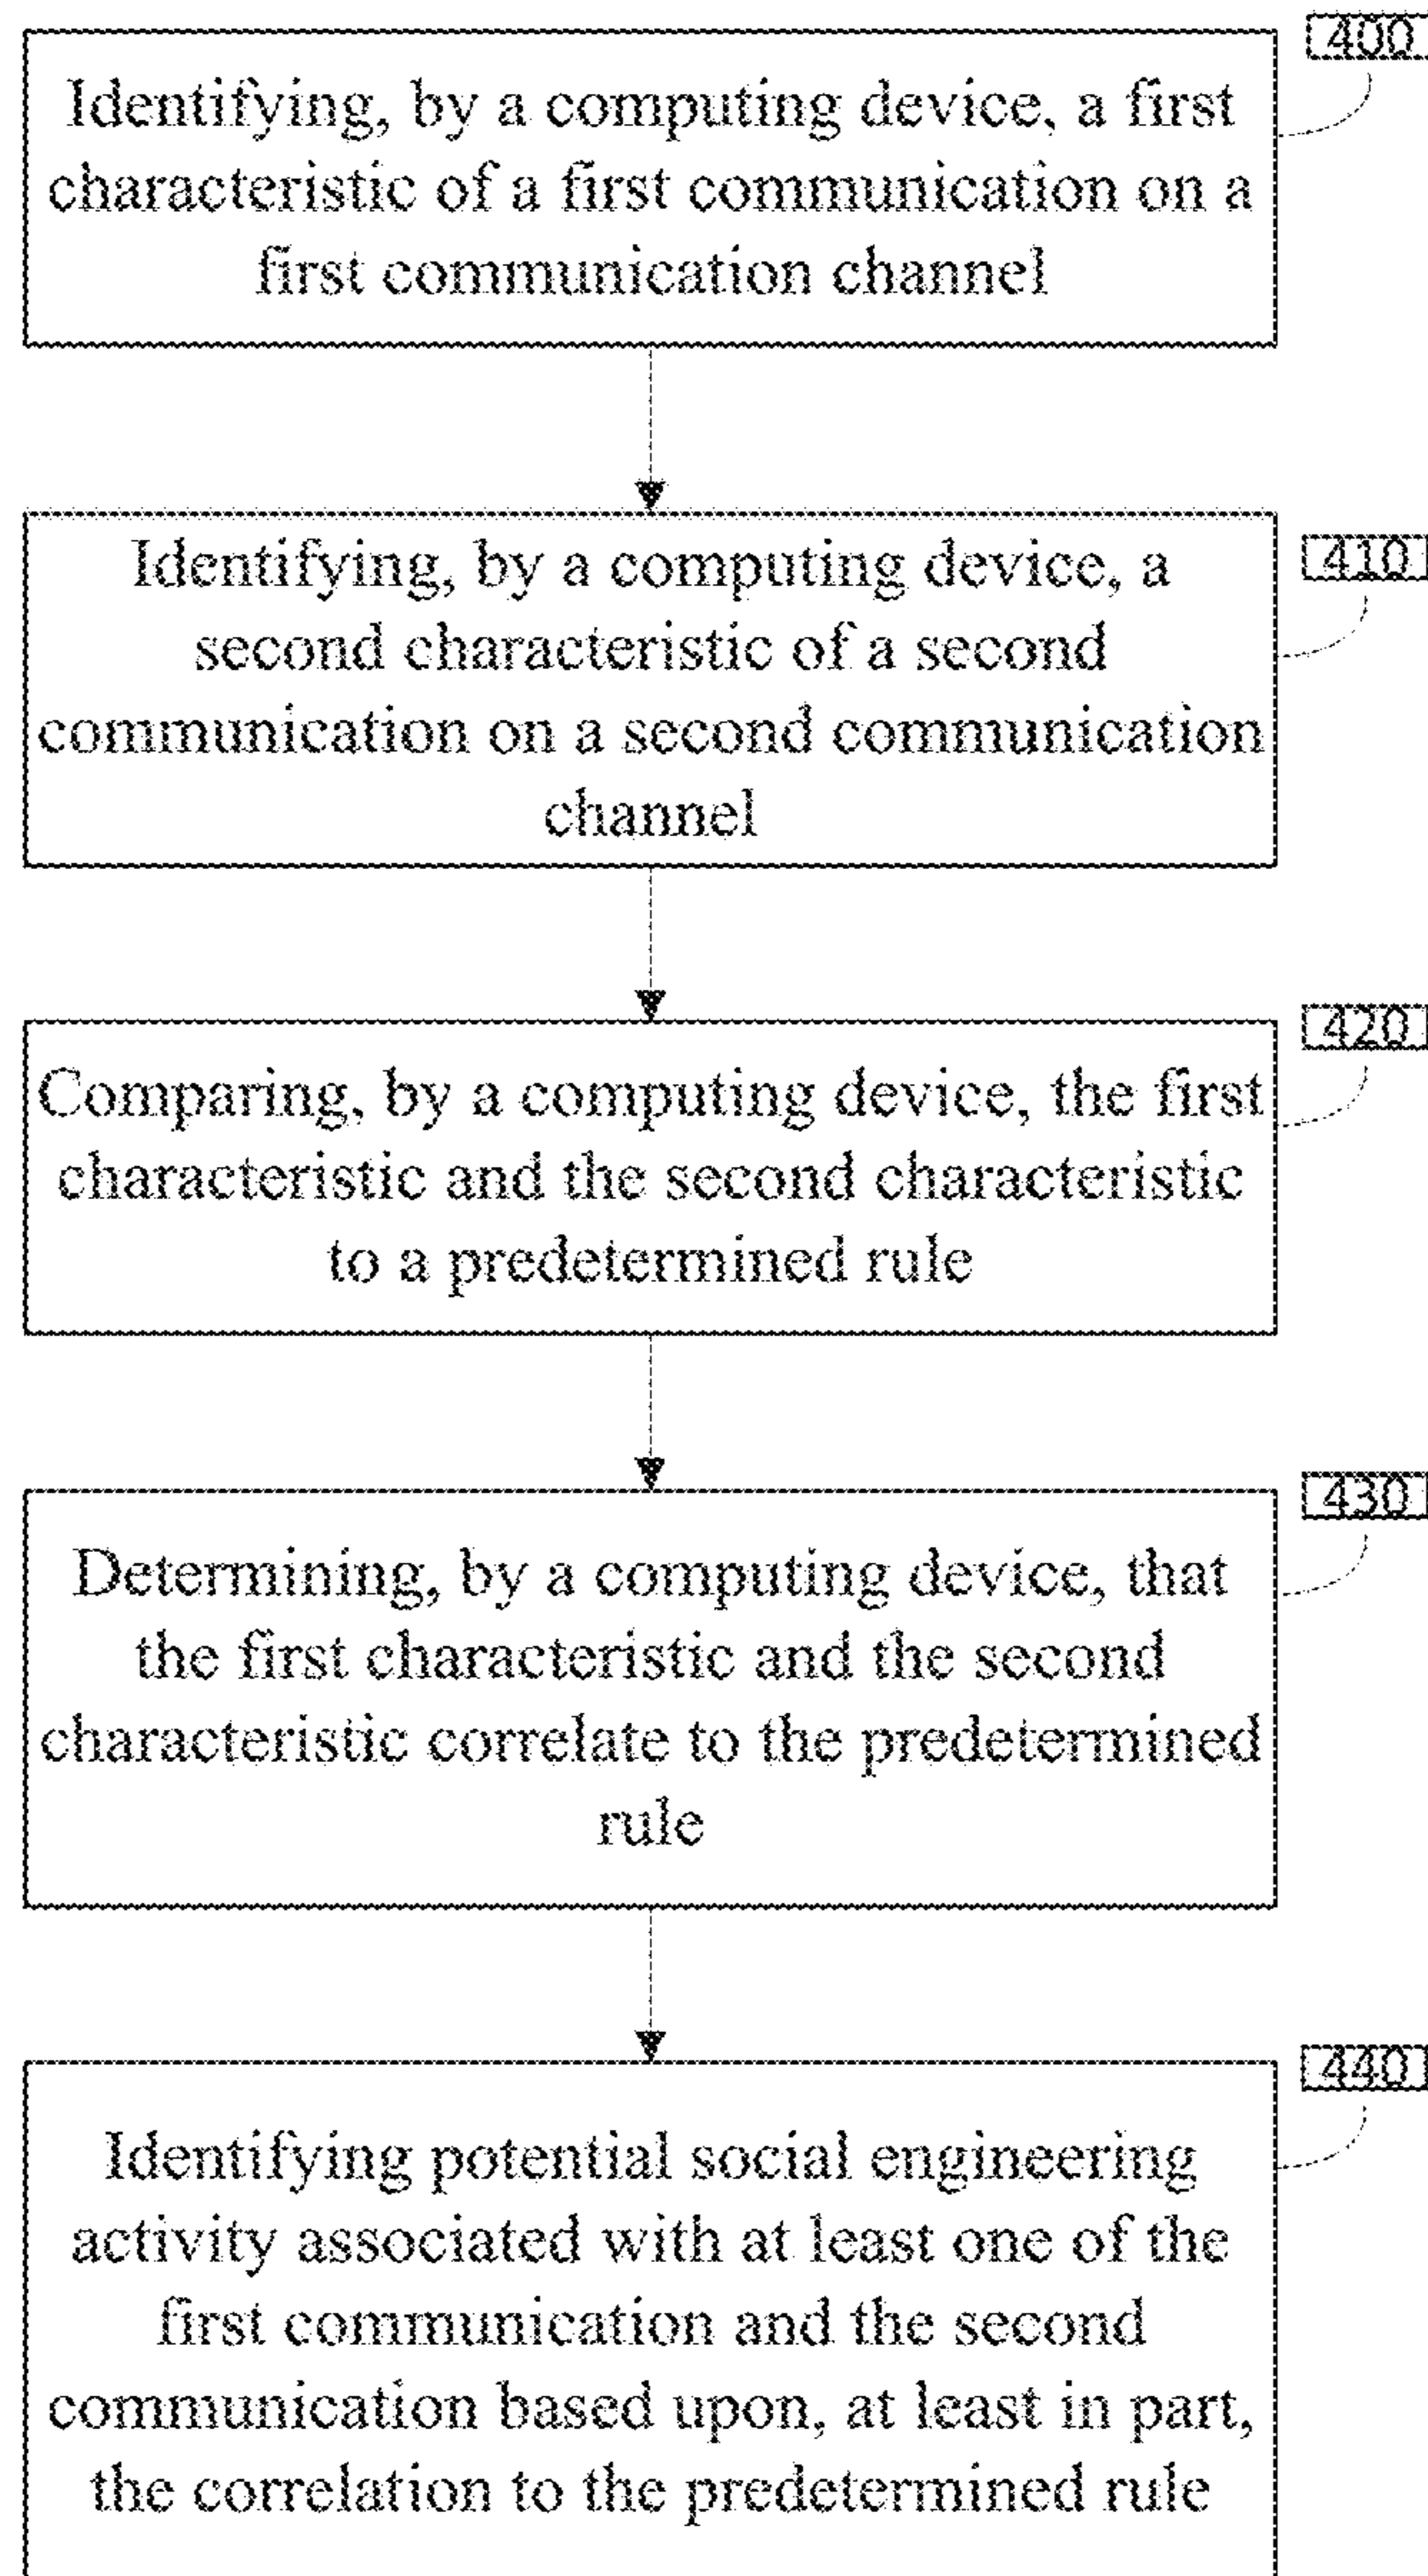 400
Identifying, by a computing device, a first
characteristic of a first communication on a
first communication channel
410
Identifying, by a computing device, a
second characteristic of a second
communication on a second communication
channel
420
Comparing, by a computing device, the first
characteristic and the second characteristic
to a predetermined rule
430
Determining, by a computing device, that
the first characteristic and the second
characteristic correlate to the predetermined
rule
440
Identifying potential social engineering
activity associated with at least one of the
first communication and the second
communication based upon, at least in part,
the correlation to the predetermined rule